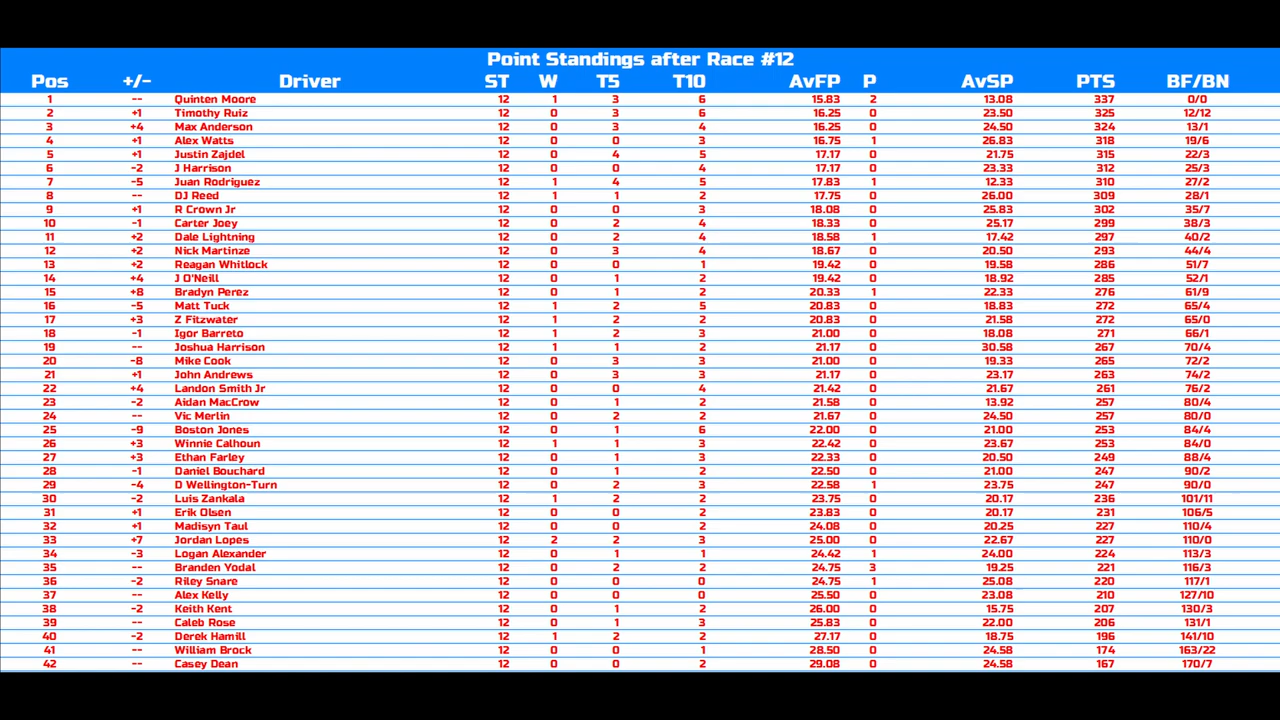 Point Standings after Race #12
Pos +/- Driver ST W T5 T10 AvFP P AvSP PTS BF/BN
1 -- Quinten Moore 12 1 3 6 15.83 2 13.08 337 0/0
2 +1 Timothy Ruiz 12 0 3 6 16.25 0 23.50 325 12/12
3 +4 Max Anderson 12 0 3 4 16.25 0 24.50 324 13/1
4 +1 Alex Watts 12 0 0 3 16.75 1 26.83 318 19/6
5 +1 Justin Zajdel 12 0 4 5 17.17 0 21.75 315 22/3
6 -2 J Harrison 12 0 0 4 17.17 0 23.33 312 25/3
7 -5 Juan Rodriguez 12 1 4 5 17.83 1 12.33 310 27/2
8 -- DJ Reed 12 1 1 2 17.75 0 26.00 309 28/1
9 +1 R Crown Jr 12 0 0 3 18.08 0 25.83 302 35/7
10 -1 Carter Joey 12 0 2 4 18.33 0 25.17 299 38/3
11 +2 Dale Lightning 12 0 2 4 18.58 1 17.42 297 40/2
12 +2 Nick Martinze 12 0 3 4 18.67 0 20.50 293 44/4
13 +2 Reagan Whitlock 12 0 0 1 19.42 0 19.58 286 51/7
14 +4 J O'Neill 12 0 1 2 19.42 0 18.92 285 52/1
15 +8 Bradyn Perez 12 0 1 2 20.33 1 22.33 276 61/9
16 -5 Matt Tuck 12 1 2 5 20.83 0 18.83 272 65/4
17 +3 Z Fitzwater 12 1 2 2 20.83 0 21.58 272 65/0
18 -1 Igor Barreto 12 1 2 3 21.00 0 18.08 271 66/1
19 -- Joshua Harrison 12 1 1 2 21.17 0 30.58 267 70/4
20 -8 Mike Cook 12 0 3 3 21.00 0 19.33 265 72/2
21 +1 John Andrews 12 0 3 3 21.17 0 23.17 263 74/2
22 +4 Landon Smith Jr 12 0 0 4 21.42 0 21.67 261 76/2
23 -2 Aidan MacCrow 12 0 1 2 21.58 0 13.92 257 80/4
24 -- Vic Merlin 12 0 2 2 21.67 0 24.50 257 80/0
25 -9 Boston Jones 12 0 1 6 22.00 0 21.00 253 84/4
26 +3 Winnie Calhoun 12 1 1 3 22.42 0 23.67 253 84/0
27 +3 Ethan Farley 12 0 1 2 22.33 0 20.50 249 88/4
28 -1 Daniel Bouchard 12 0 1 2 22.50 0 21.00 247 90/2
29 -4 D Wellington-Turn 12 0 2 3 22.58 1 23.75 247 90/0
30 -2 Luis Zankala 12 1 2 2 23.75 0 20.17 236 101/11
31 +1 Erik Olsen 12 0 0 2 23.83 0 20.17 231 106/5
32 +1 Madisyn Taul 12 0 0 2 24.08 0 20.25 227 110/4
33 +7 Jordan Lopes 12 2 2 3 25.00 0 22.67 227 110/0
34 -3 Logan Alexander 12 0 1 1 24.42 1 24.00 224 113/3
35 -- Branden Yodal 12 0 2 2 24.75 3 19.25 221 116/3
36 -2 Riley Snare 12 0 0 0 24.75 1 25.08 220 117/1
37 -- Alex Kelly 12 0 0 0 25.50 0 23.08 210 127/10
38 -2 Keith Kent 12 0 1 2 26.00 0 15.75 207 130/3
39 -- Caleb Rose 12 0 1 3 25.83 0 22.00 206 131/1
40 -2 Derek Hamill 12 1 2 2 27.17 0 18.75 196 141/10
41 -- William Brock 12 0 0 1 28.50 0 24.58 174 163/22
42 -- Casey Dean 12 0 0 2 29.08 0 24.58 167 170/7